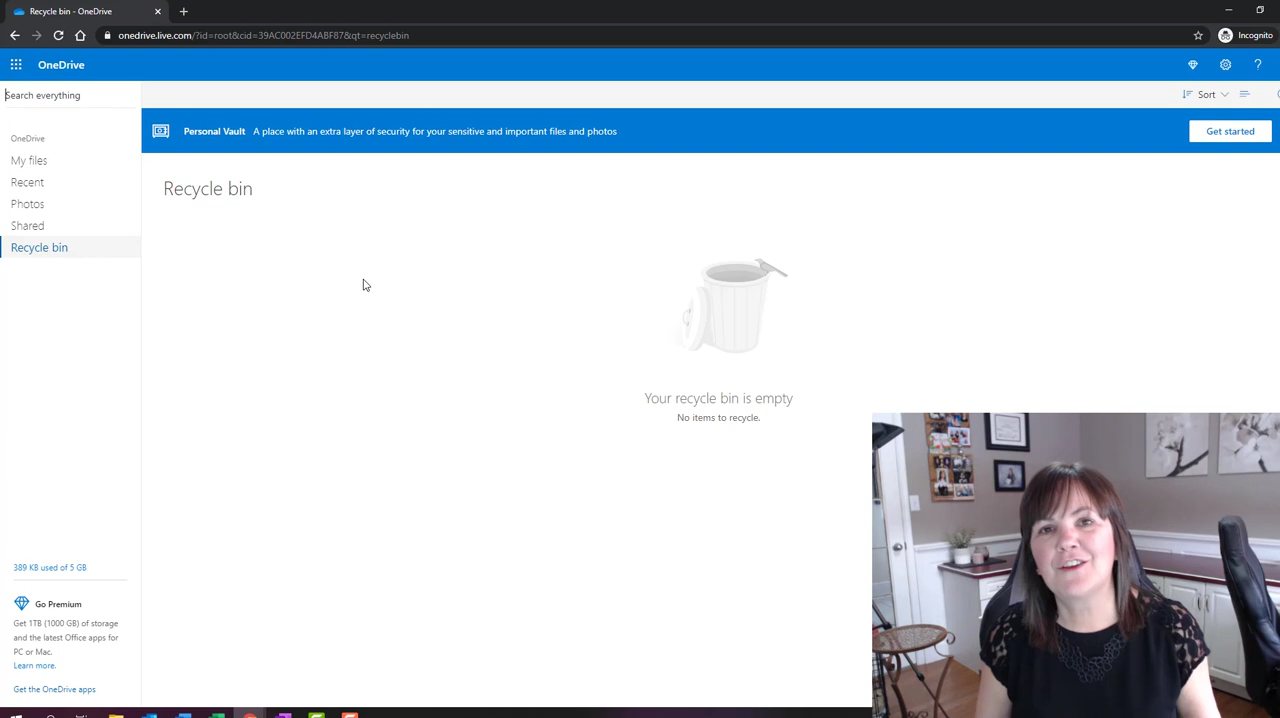 Recycle bin - OneDrive
onedrive.live.com/?id=root&cid=39AC002EFD4ABF87&qt=recyclebin
Incognito
OneDrive
?
Search everything
Sort
Personal Vault A place with an extra layer of security for your sensitive and important files and photos
Get started
OneDrive
My files
Recent
Photos
Shared
Recycle bin
Recycle bin
Your recycle bin is empty
No items to recycle.
389 KB used of 5 GB
Go Premium
Get 1TB (1000 GB) of storage
and the latest Office apps for
PC or Mac.
Learn more.
Get the OneDrive apps